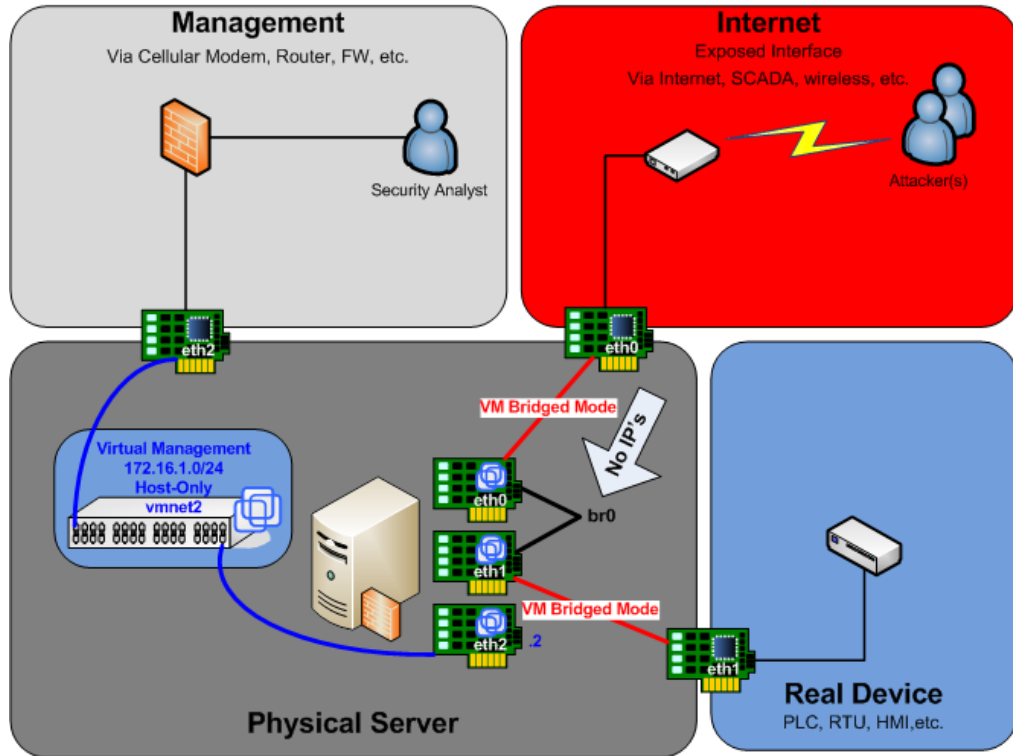 Management
Via Cellular Modem, Router, FW, etc.
Security Analyst
Internet
Exposed Interface
Via Internet, SCADA, wireless, etc.
Attacker(s)
eth2
eth0
VM Bridged Mode
No IP's
Virtual Management
172.16.1.0/24
Host-Only
vmnet2
eth0
br0
eth1
VM Bridged Mode
eth2
.2
eth1
Physical Server
Real Device
PLC, RTU, HMI,etc.